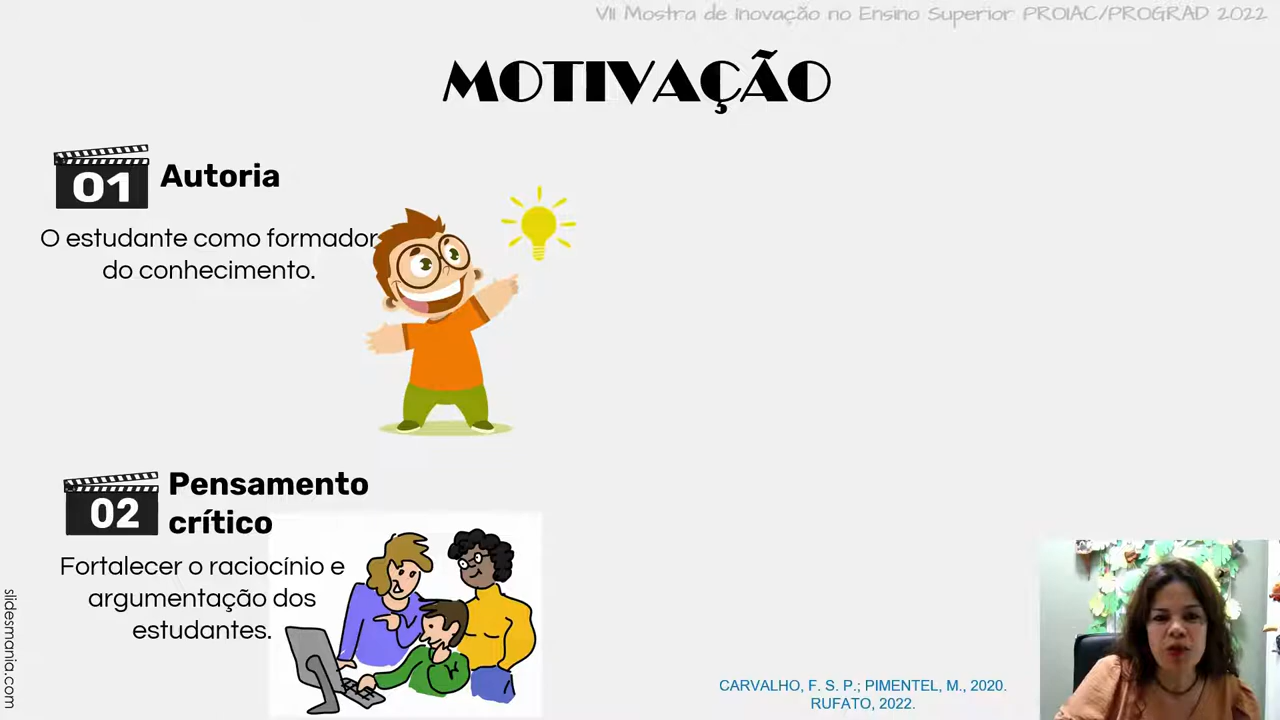 VII Mostra de Inovação no Ensino Superior PROIAC/PROGRAD 2022
MOTIVAÇÃO
01 Autoria
O estudante como formador
do conhecimento.
02 Pensamento
crítico
Fortalecer o raciocínio e
argumentação dos
estudantes.
slidesmania.com
CARVALHO, F. S. P.; PIMENTEL, M., 2020.
RUFATO, 2022.